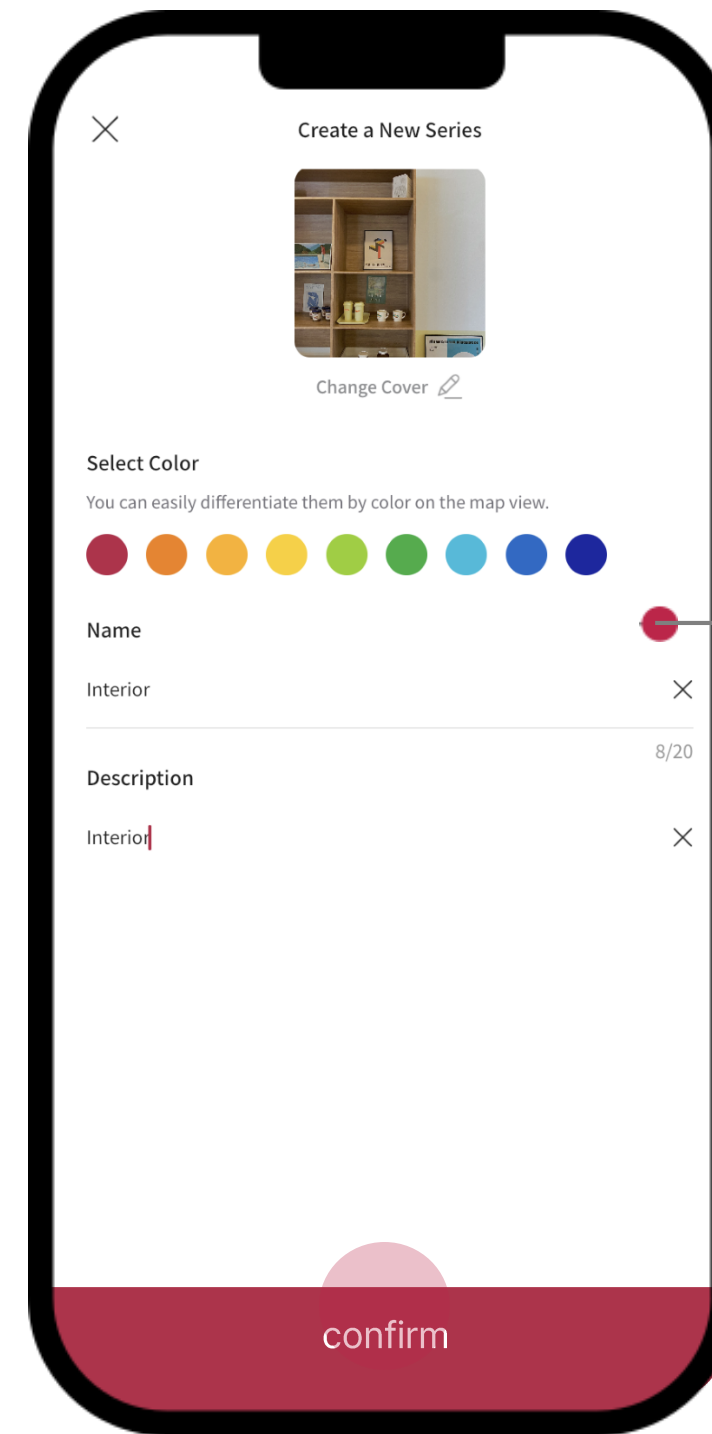 Create a New Series
Change Cover
Select Color
You can easily differentiate them by color on the map view.
Name
Interior
8/20
Description
Interior
confirm